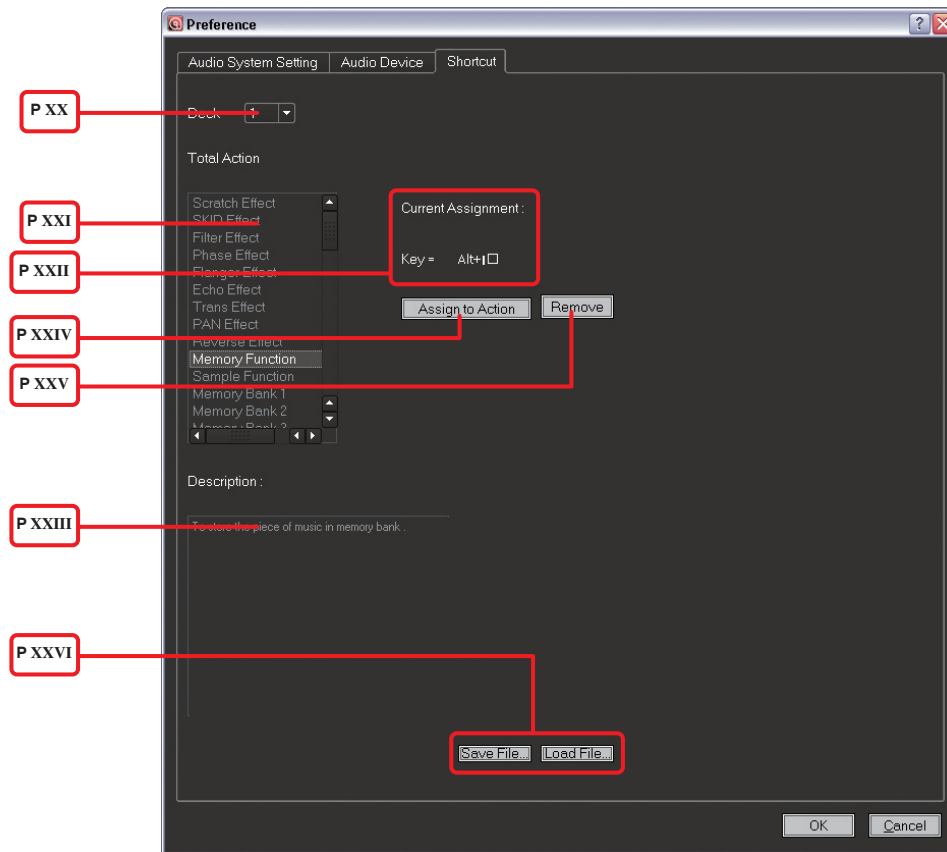 Preference
Audio System Setting Audio Device Shortcut
P XX
Deck 1
Total Action
P XXI
Scratch Effect
SKID Effect
Filter Effect
Phase Effect
Flanger Effect
Echo Effect
Trans Effect
PAN Effect
Reverse Effect
Memory Function
Sample Function
Memory Bank 1
Memory Bank 2
Memory Bank 3
P XXII
Current Assignment :
Key = Alt+
P XXIV
Assign to Action
P XXV
Remove
Description :
P XXIII
To store the piece of music in memory bank .
P XXVI
Save File... Load File...
OK Cancel